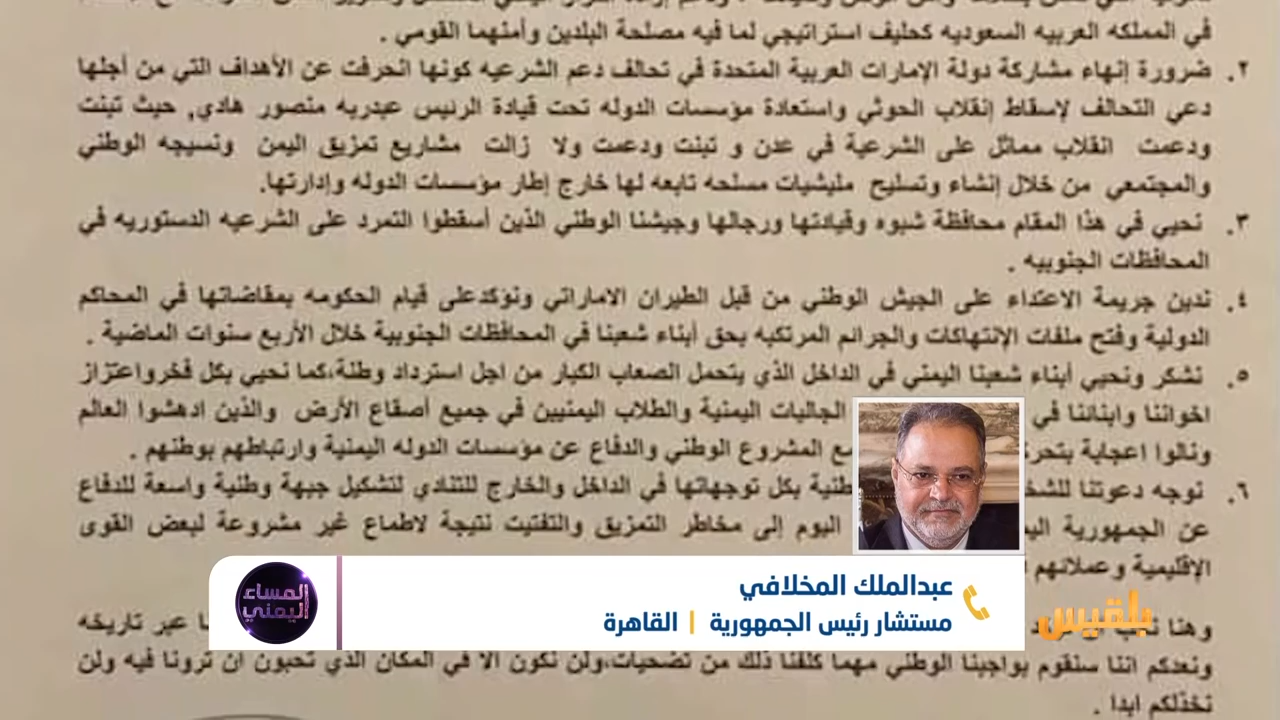 في المملكه العربيه السعوديه كحليف استراتيجي لما فيه مصلحة البلدين وأمنهما القومي .
٢. ضرورة إنهاء مشاركة دولة الإمارات العربية المتحدة في تحالف دعم الشرعيه كونها انحرفت عن الأهداف التي من أجلها
دعي التحالف لإسقاط إنقلاب الحوثي واستعادة مؤسسات الدوله تحت قيادة الرئيس عبدربه منصور هادي, حيث تبنت
ودعمت انقلاب مماثل على الشرعية في عدن و تبنت ودعمت ولا زالت مشاريع تمزيق اليمن ونسيجه الوطني
والمجتمعي من خلال إنشاء وتسليح مليشيات مسلحه تابعه لها خارج إطار مؤسسات الدوله وإدارتها.
٣. نحيي في هذا المقام محافظة شبوه وقيادتها ورجالها وجيشنا الوطني الذين أسقطوا التمرد على الشرعيه الدستوريه في
المحافظات الجنوبيه .
٤. ندين جريمة الاعتداء على الجيش الوطني من قبل الطيران الاماراتي ونؤكدعلى قيام الحكومه بمقاضاتها في المحاكم
الدولية وفتح ملفات الإنتهاكات والجرائم المرتكبه بحق أبناء شعبنا في المحافظات الجنوبية خلال الأربع سنوات الماضية .
٥. نشكر ونحيي أبناء شعبنا اليمني في الداخل الذي يتحمل الصعاب الكبار من اجل استرداد وطنة،كما نحيي بكل فخرواعتزاز
اخواننا وابنائنا في الجاليات اليمنية والطلاب اليمنيين في جميع أصقاع الأرض والذين ادهشوا العالم
ونالوا اعجابة المشروع الوطني والدفاع عن مؤسسات الدوله اليمنية وارتباطهم بوطنهم .
٦. نوجه دعوتنا بكل توجهاتها في الداخل والخارج للتنادي لتشكيل جبهة وطنية واسعة للدفاع
عن الجمهورية اليوم إلى مخاطر التمزيق والتفتيت نتيجة لاطماع غير مشروعة لبعض القوى
الإقليمية وعملائهم
عبدالملك المخلافي
مستشار رئيس الجمهورية | القاهرة
المساء
اليمني
بلقيس
وهنا عبر تاريخه
ونعدكم اننا سنقوم بواجبنا الوطني مهما كلفنا ذلك من تضحيات،ولن نكون الا في المكان الذي تحبون ان ترونا فيه ولن
نخذلكم ابدا .